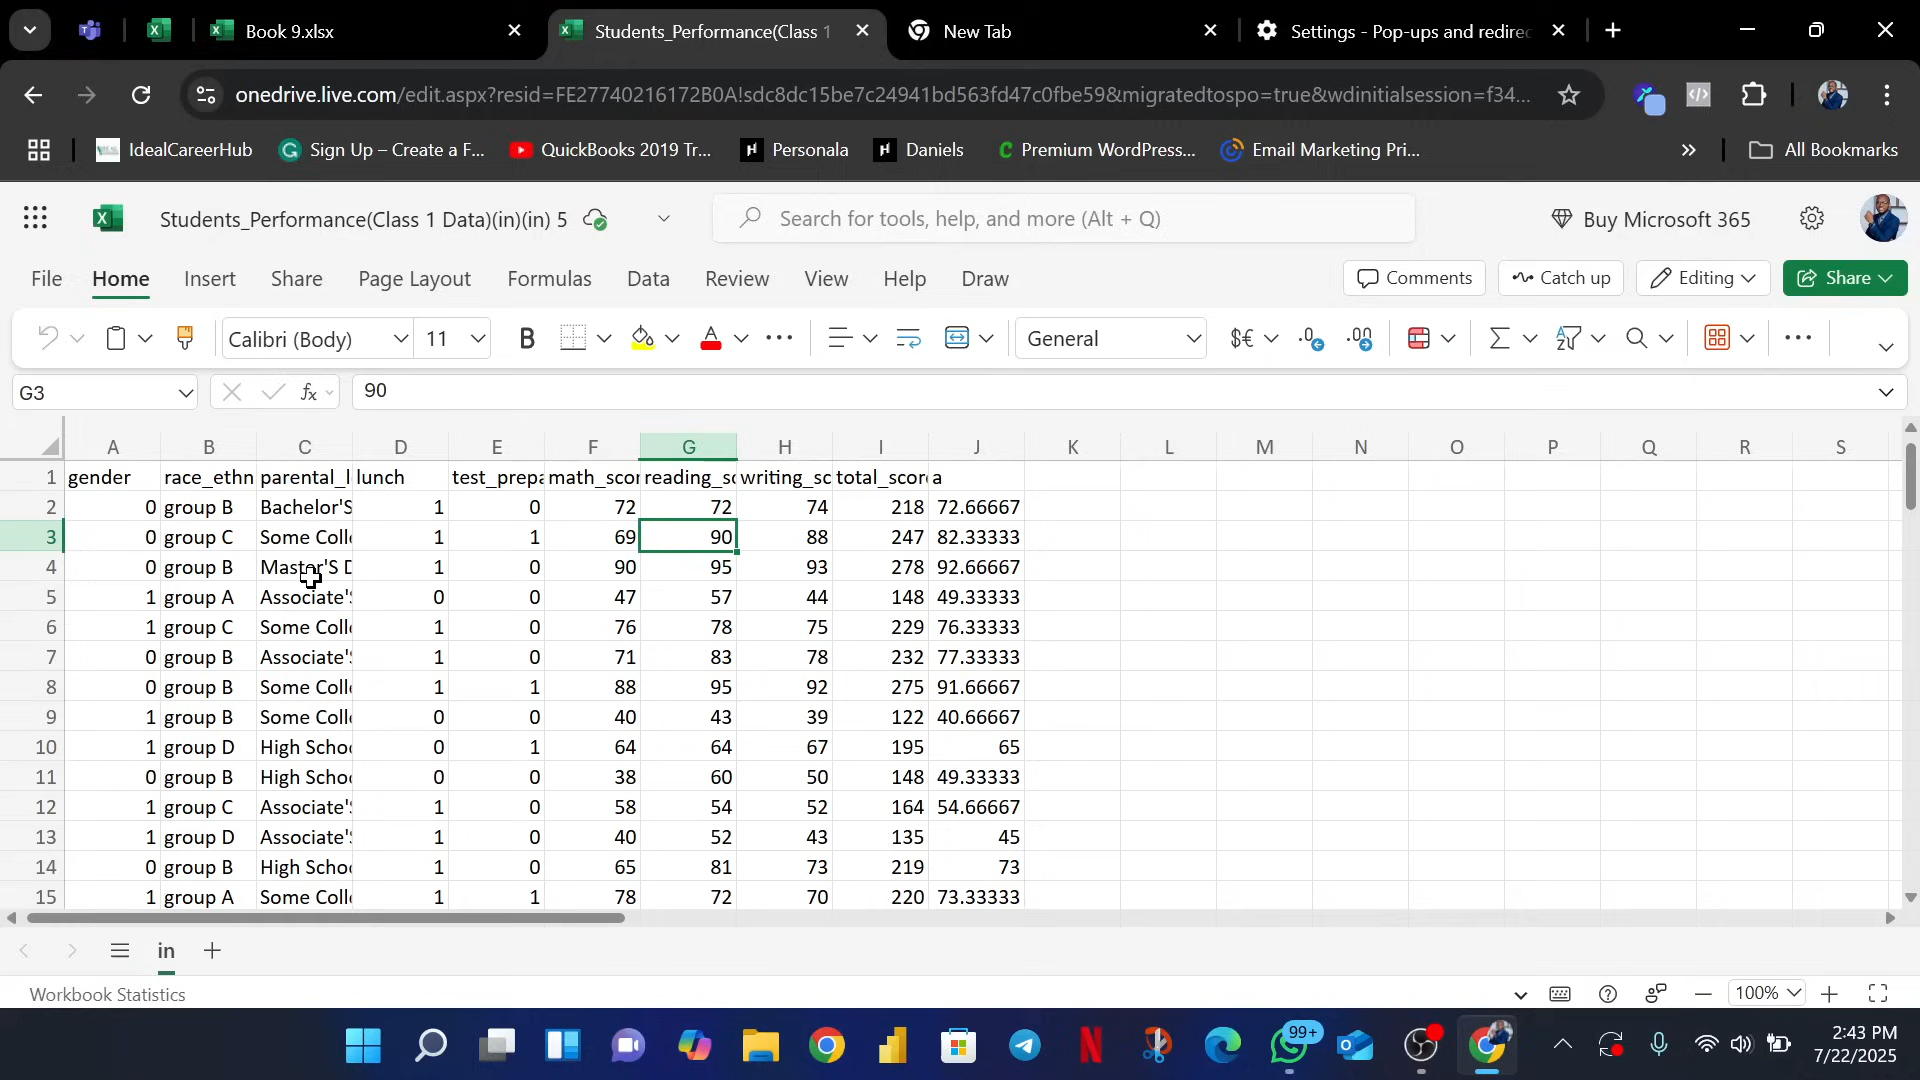 Book 9.xlsx
Students_Performance(Class 1
New Tab
Settings - Pop-ups and redirec
onedrive.live.com/edit.aspx?resid=FE27740216172B0A!sdc8dc15be7c24941bd563fd47c0fbe59&migratedtospo=true&wdinitialsession=f34...
IdealCareerHub
Sign Up – Create a F...
QuickBooks 2019 Tr...
Personala
Daniels
Premium WordPress...
Email Marketing Pri...
All Bookmarks
Students_Performance(Class 1 Data)(in)(in) 5
Search for tools, help, and more (Alt + Q)
Buy Microsoft 365
File Home Insert Share Page Layout Formulas Data Review View Help Draw
Comments Catch up Editing Share
Calibri (Body) 11 B A General $€ .0 .00
G3 fx 90
A B C D E F G H I J K L M N O P Q R S
1 gender race_ethn parental_l lunch test_prepa math_scor reading_sc writing_sc total_score a
2 0 group B Bachelor'S 1 0 72 72 74 218 72.66667
3 0 group C Some Colle 1 1 69 90 88 247 82.33333
4 0 group B Master'S D 1 0 90 95 93 278 92.66667
5 1 group A Associate'S 0 0 47 57 44 148 49.33333
6 1 group C Some Colle 1 0 76 78 75 229 76.33333
7 0 group B Associate'S 1 0 71 83 78 232 77.33333
8 0 group B Some Colle 1 1 88 95 92 275 91.66667
9 1 group B Some Colle 0 0 40 43 39 122 40.66667
10 1 group D High Schoo 0 1 64 64 67 195 65
11 0 group B High Schoo 0 0 38 60 50 148 49.33333
12 1 group C Associate'S 1 0 58 54 52 164 54.66667
13 1 group D Associate'S 1 0 40 52 43 135 45
14 0 group B High Schoo 1 0 65 81 73 219 73
15 1 group A Some Colle 1 1 78 72 70 220 73.33333
in
Workbook Statistics
100%
99+
2:43 PM
7/22/2025